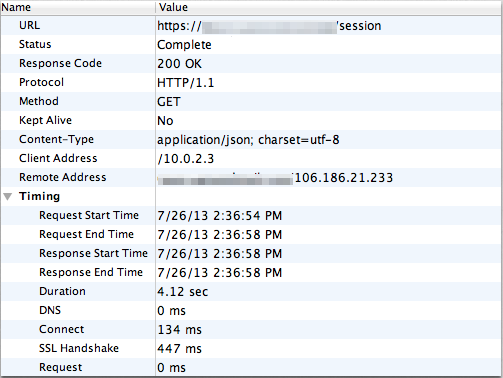 Name Value
URL https:// /session
Status Complete
Response Code 200 OK
Protocol HTTP/1.1
Method GET
Kept Alive No
Content-Type application/json; charset=utf-8
Client Address /10.0.2.3
Remote Address /106.186.21.233
Timing
Request Start Time 7/26/13 2:36:54 PM
Request End Time 7/26/13 2:36:58 PM
Response Start Time 7/26/13 2:36:58 PM
Response End Time 7/26/13 2:36:58 PM
Duration 4.12 sec
DNS 0 ms
Connect 134 ms
SSL Handshake 447 ms
Request 0 ms